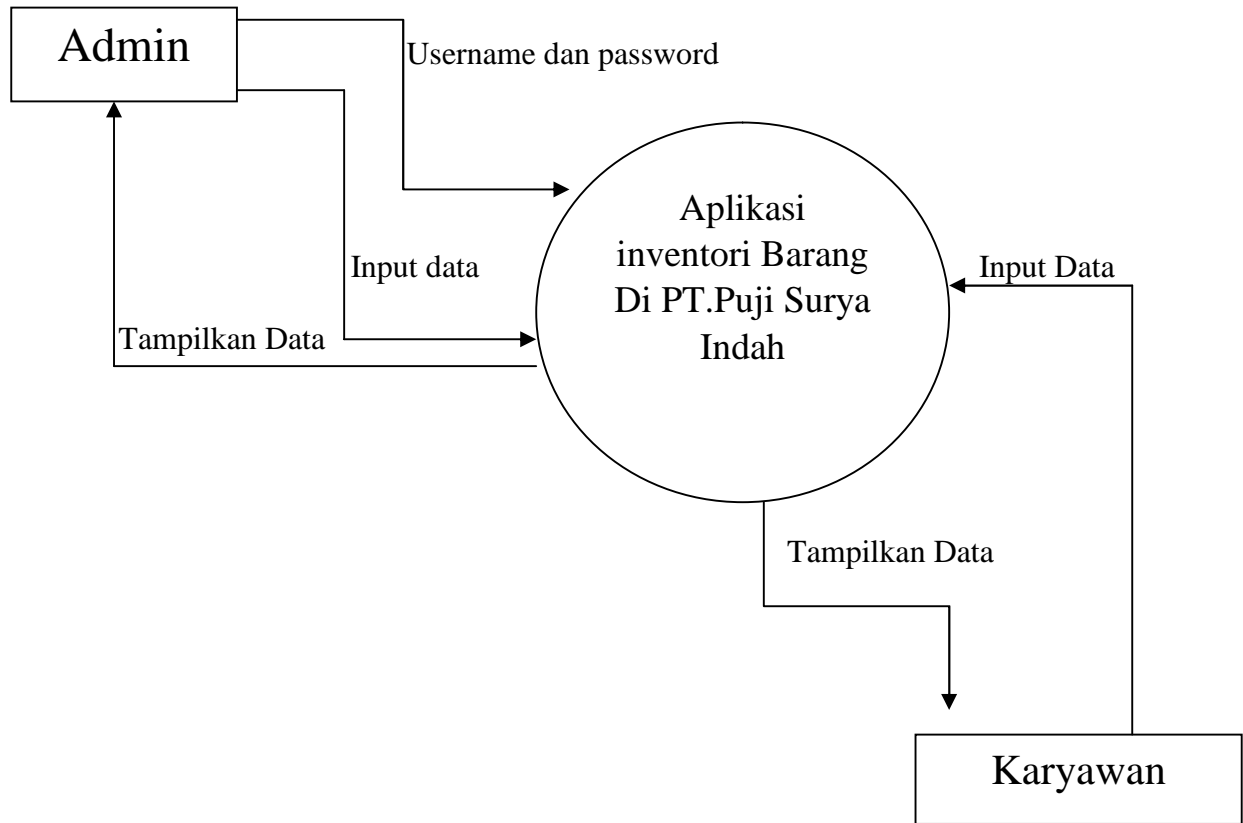 Admin
Username dan password
Aplikasi
inventori Barang
Di PT.Puji Surya
Indah
Input data
Input Data
Tampilkan Data
Tampilkan Data
Karyawan